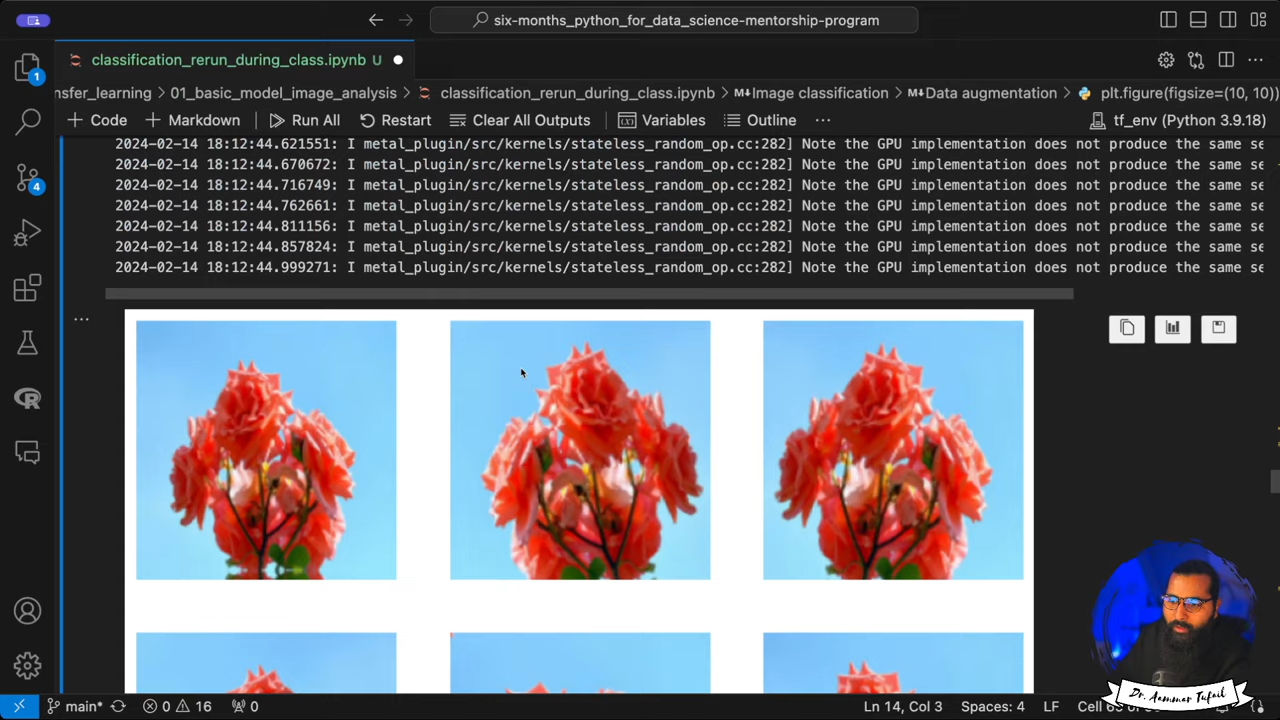 six-months_python_for_data_science-mentorship-program
classification_rerun_during_class.ipynb U
nsfer_learning > 01_basic_model_image_analysis > classification_rerun_during_class.ipynb > M↓Image classification > M↓Data augmentation > plt.figure(figsize=(10, 10))
+ Code + Markdown Run All Restart Clear All Outputs Variables Outline ... tf_env (Python 3.9.18)
2024-02-14 18:12:44.621551: I metal_plugin/src/kernels/stateless_random_op.cc:282] Note the GPU implementation does not produce the same se
2024-02-14 18:12:44.670672: I metal_plugin/src/kernels/stateless_random_op.cc:282] Note the GPU implementation does not produce the same se
2024-02-14 18:12:44.716749: I metal_plugin/src/kernels/stateless_random_op.cc:282] Note the GPU implementation does not produce the same se
2024-02-14 18:12:44.762661: I metal_plugin/src/kernels/stateless_random_op.cc:282] Note the GPU implementation does not produce the same se
2024-02-14 18:12:44.811156: I metal_plugin/src/kernels/stateless_random_op.cc:282] Note the GPU implementation does not produce the same se
2024-02-14 18:12:44.857824: I metal_plugin/src/kernels/stateless_random_op.cc:282] Note the GPU implementation does not produce the same se
2024-02-14 18:12:44.999271: I metal_plugin/src/kernels/stateless_random_op.cc:282] Note the GPU implementation does not produce the same se
1
4
R
Dr. Aammar Tufail
main* 0 16 0 Ln 14, Col 3 Spaces: 4 LF Cell